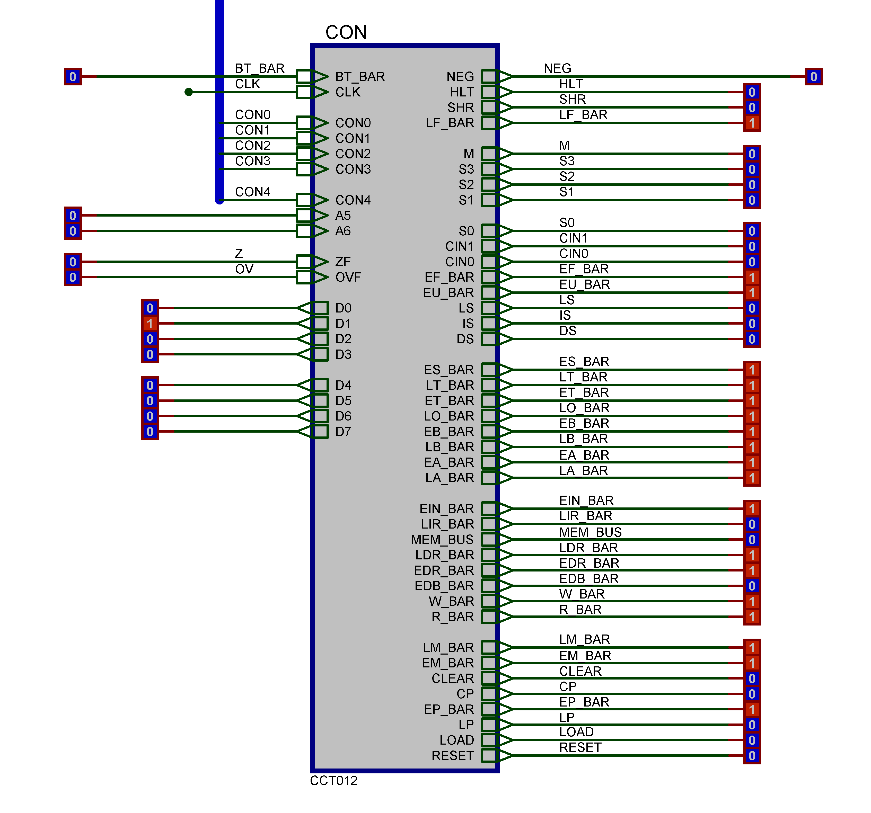 CON
0 BT_BAR BT_BAR NEG NEG 0
CLK CLK HLT HLT 0
SHR SHR 0
CON0 CON0 LF_BAR LF_BAR 1
CON1 CON1
CON2 CON2 M M 0
CON3 CON3 S3 S3 0
S2 S2 0
CON4 CON4 S1 S1 0
0 A5
0 A6 S0 S0 0
CIN1 CIN1 0
0 Z ZF CIN0 CIN0 0
0 OV OVF EF_BAR EF_BAR 1
EU_BAR EU_BAR 1
0 D0 LS LS 0
1 D1 IS IS 0
0 D2 DS DS 0
0 D3
ES_BAR ES_BAR 1
0 D4 LT_BAR LT_BAR 1
0 D5 ET_BAR ET_BAR 1
0 D6 LO_BAR LO_BAR 1
0 D7 EB_BAR EB_BAR 1
LB_BAR LB_BAR 1
EA_BAR EA_BAR 1
LA_BAR LA_BAR 1
EIN_BAR EIN_BAR 1
LIR_BAR LIR_BAR 0
MEM_BUS MEM_BUS 0
LDR_BAR LDR_BAR 1
EDR_BAR EDR_BAR 1
EDB_BAR EDB_BAR 0
W_BAR W_BAR 1
R_BAR R_BAR 1
LM_BAR LM_BAR 1
EM_BAR EM_BAR 1
CLEAR CLEAR 0
CP CP 0
EP_BAR EP_BAR 1
LP LP 0
LOAD LOAD 0
RESET RESET 0
CCT012